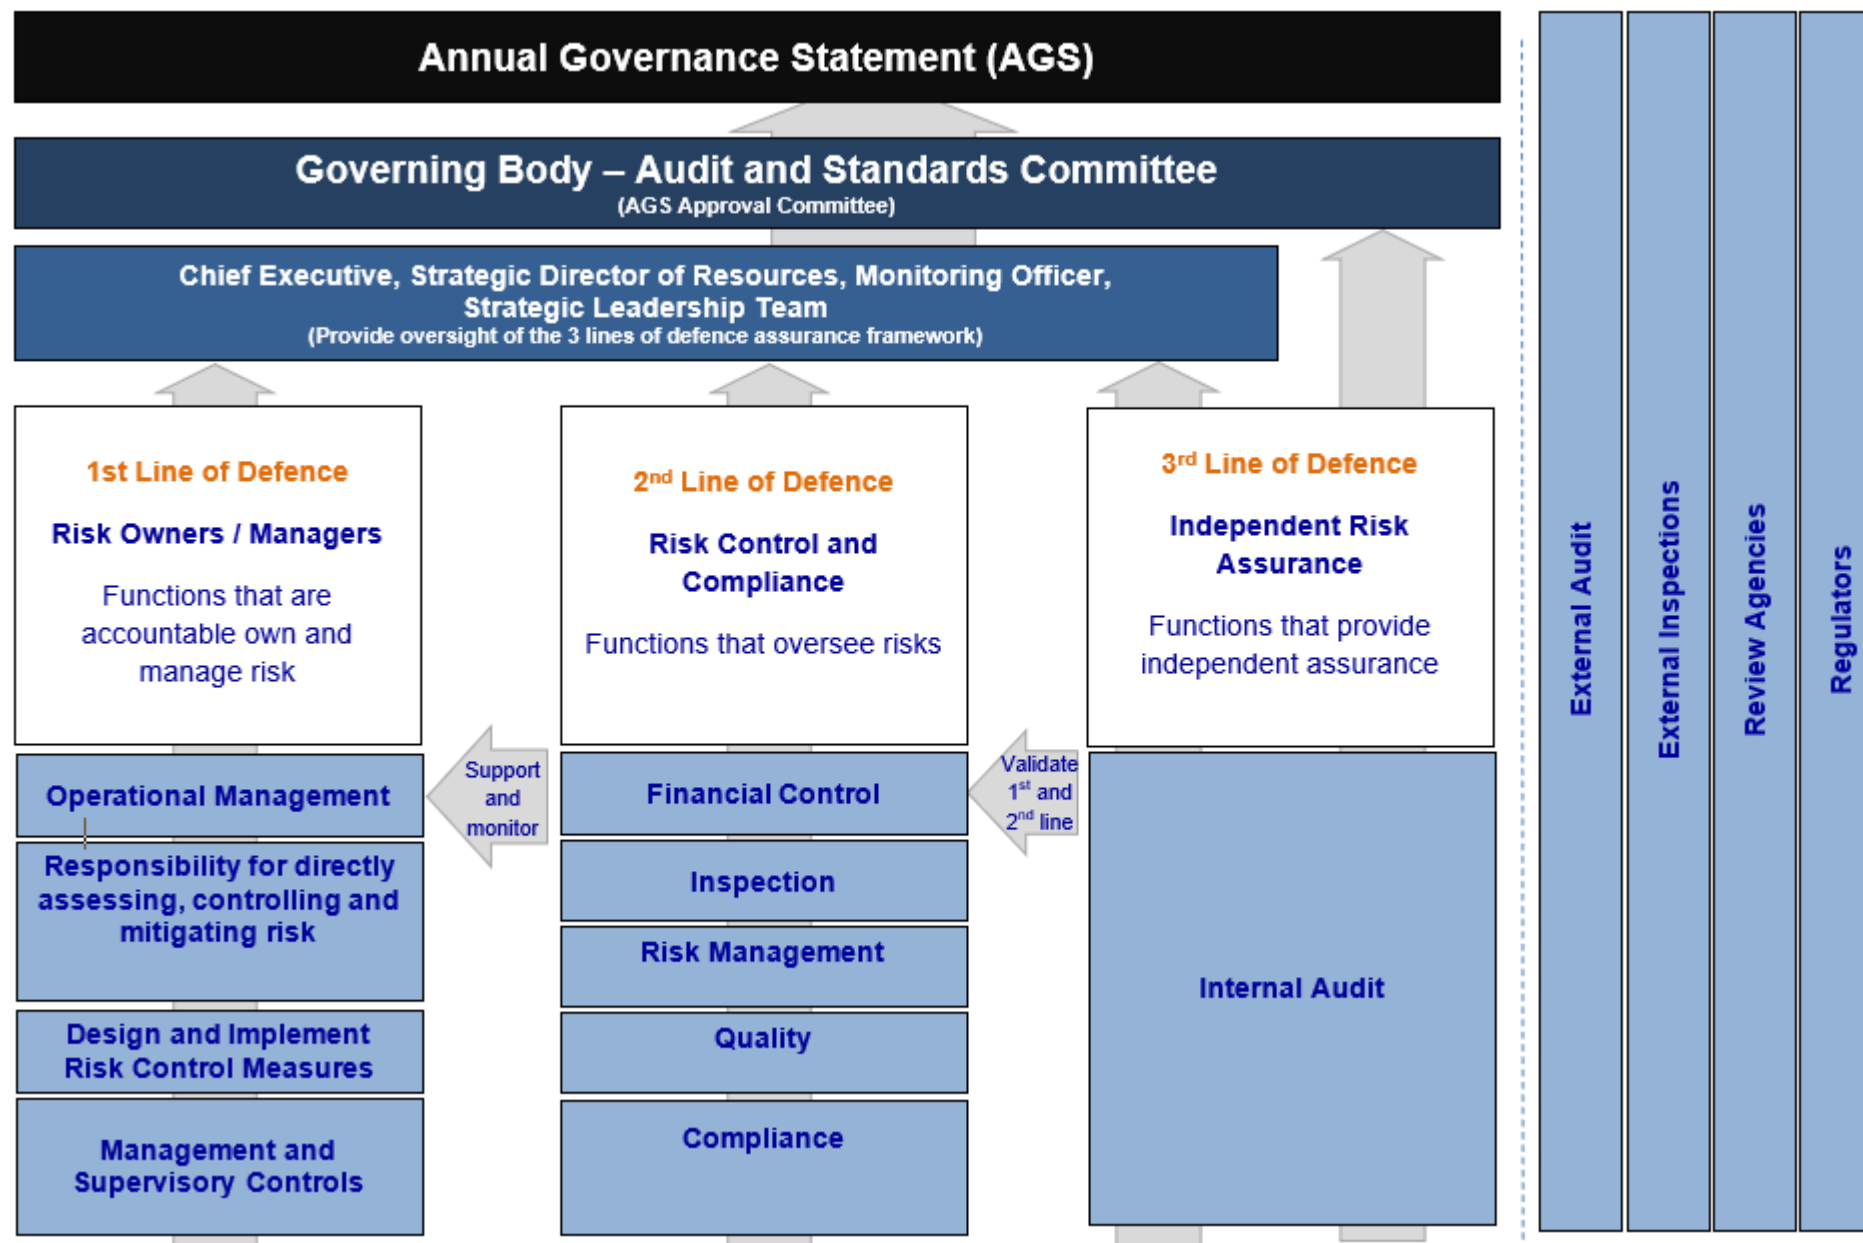 Annual Governance Statement (AGS)
Governing Body – Audit and Standards Committee
(AGS Approval Committee)
Chief Executive, Strategic Director of Resources, Monitoring Officer,
Strategic Leadership Team
(Provide oversight of the 3 lines of defence assurance framework)
1st Line of Defence
Risk Owners / Managers
Functions that are
accountable own and
manage risk
2nd Line of Defence
Risk Control and
Compliance
Functions that oversee risks
3rd Line of Defence
Independent Risk
Assurance
Functions that provide
independent assurance
Operational Management
Responsibility for directly
assessing, controlling and
mitigating risk
Design and Implement
Risk Control Measures
Management and
Supervisory Controls
Support
and
monitor
Financial Control
Inspection
Risk Management
Quality
Compliance
Validate
1st and
2nd line
Internal Audit
External Audit
External Inspections
Review Agencies
Regulators